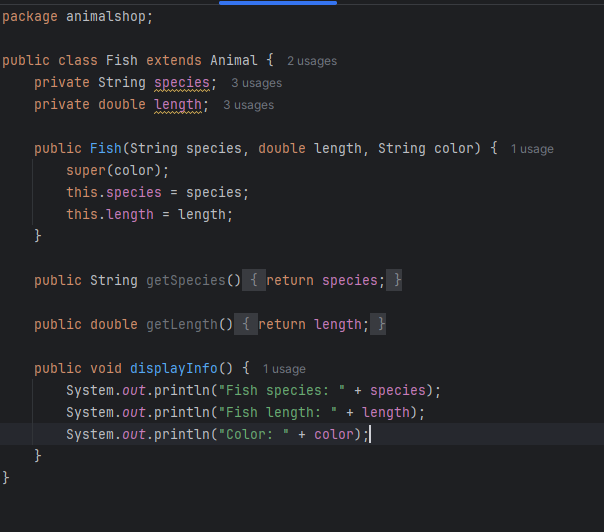 package animalshop;
public class Fish extends Animal { 2 usages
private String species; 3 usages
private double length; 3 usages
public Fish(String species, double length, String color) { 1 usage
super(color);
this.species = species;
this.length = length;
}
public String getSpecies() { return species; }
public double getLength() { return length; }
public void displayInfo() { 1 usage
System.out.println("Fish species: " + species);
System.out.println("Fish length: " + length);
System.out.println("Color: " + color);
}
}